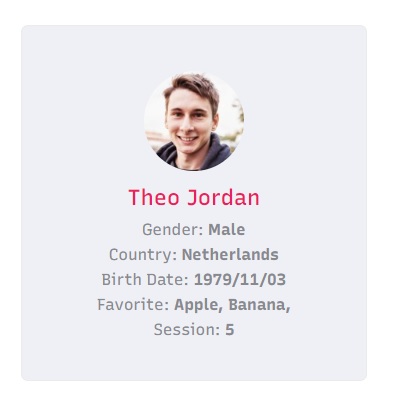 Theo Jordan
Gender: Male
Country: Netherlands
Birth Date: 1979/11/03
Favorite: Apple, Banana,
Session: 5